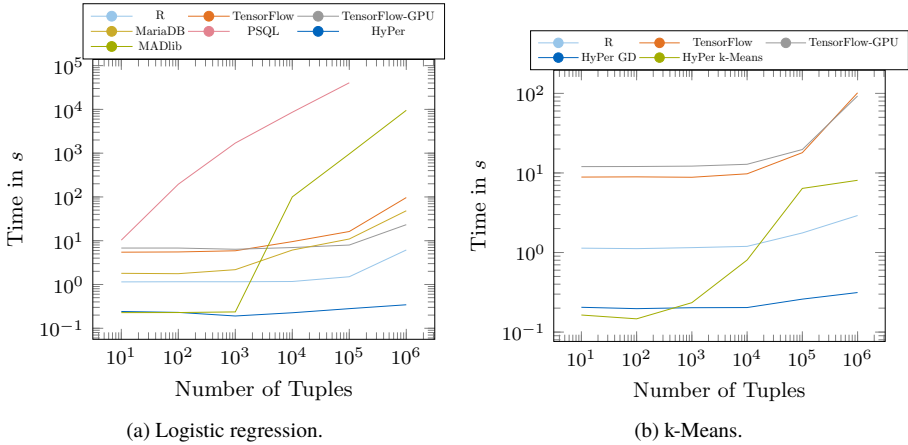 R TensorFlow TensorFlow-GPU
MariaDB PSQL HyPer
MADlib
10^5
10^4
10^3
10^2
10^1
10^0
10^−1
Time in s
10^1 10^2 10^3 10^4 10^5 10^6
Number of Tuples
(a) Logistic regression.
R TensorFlow TensorFlow-GPU
HyPer GD HyPer k-Means
10^2
10^1
10^0
10^−1
Time in s
10^1 10^2 10^3 10^4 10^5 10^6
Number of Tuples
(b) k-Means.